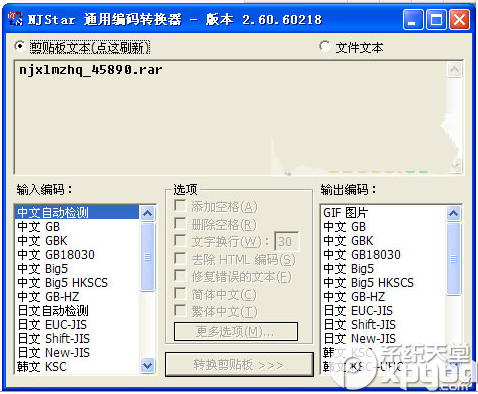 NJStar 通用编码转换器 - 版本 2.60.60218
剪贴板文本(点这刷新)
文件文本
njxlmzhq_45890.rar
输入编码：
中文自动检测
中文 GB
中文 GBK
中文 GB18030
中文 Big5
中文 Big5 HKSCS
中文 GB-HZ
日文自动检测
日文 EUC-JIS
日文 Shift-JIS
日文 New-JIS
韩文 KSC
选项
添加空格(A)
删除空格(R)
文字换行(W)： 30
去除 HTML 编码(S)
修复错误的文本(F)
简体中文(C)
繁体中文(T)
更多选项(M)...
转换剪贴板 >>>
输出编码：
GIF 图片
中文 GB
中文 GBK
中文 GB18030
中文 Big5
中文 Big5 HKSCS
中文 GB-HZ
日文 EUC-JIS
日文 Shift-JIS
日文 New-JIS
韩文 KSC
系统天堂